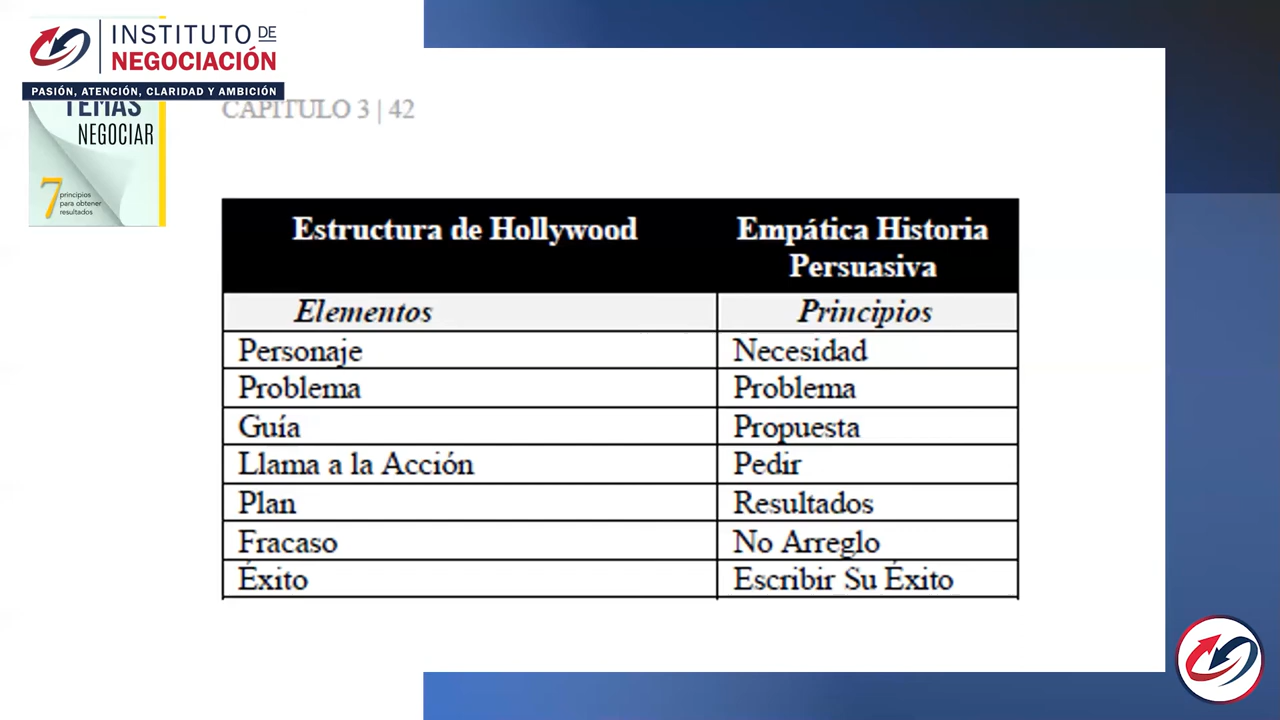 INSTITUTO DE
NEGOCIACIÓN
PASIÓN, ATENCIÓN, CLARIDAD Y AMBICIÓN
TEMAS
NEGOCIAR
7 principios
para obtener
resultados
CAPÍTULO 3 | 42
Estructura de Hollywood
Empática Historia
Persuasiva
Elementos
Principios
Personaje
Necesidad
Problema
Problema
Guía
Propuesta
Llama a la Acción
Pedir
Plan
Resultados
Fracaso
No Arreglo
Éxito
Escribir Su Éxito